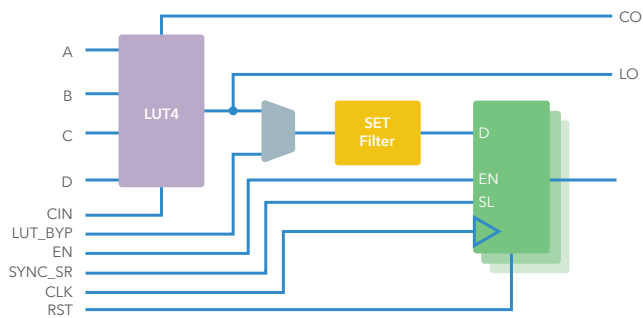 CO
LO
A
B
C
D
CIN
LUT_BYP
EN
SYNC_SR
CLK
RST
LUT4
SET
Filter
D
EN
SL